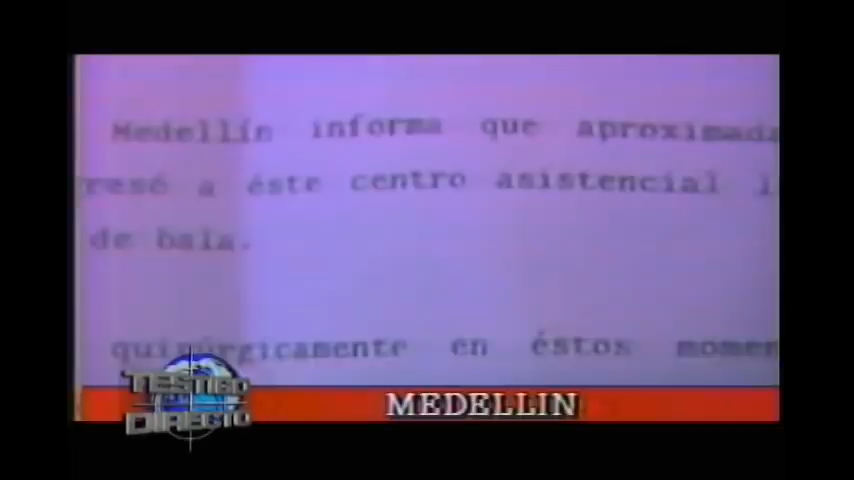 Medellín informa que aproximada
resó a éste centro asistencial l
de bala.
quirúrgicamente en éstos momen
TESTIGO
DIRECTO
MEDELLIN